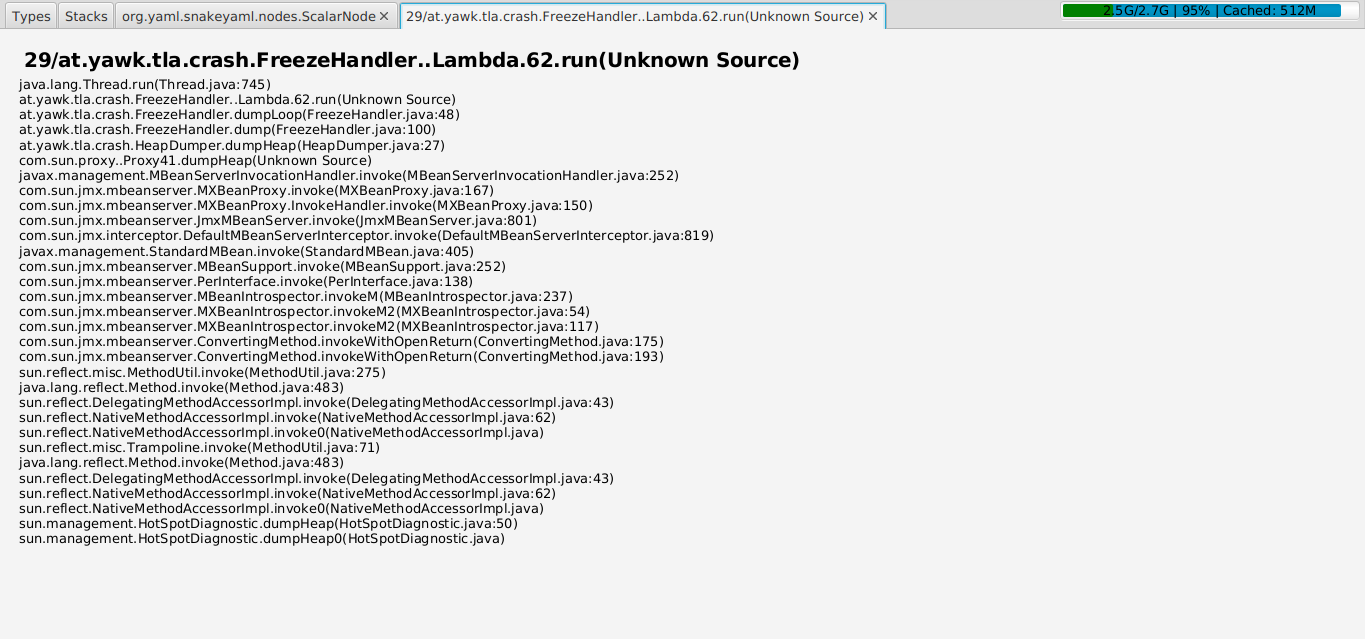 Types
Stacks
org.yaml.snakeyaml.nodes.ScalarNode
29/at.yawk.tla.crash.FreezeHandler..Lambda.62.run(Unknown Source)
2.5G/2.7G | 95% | Cached: 512M
29/at.yawk.tla.crash.FreezeHandler..Lambda.62.run(Unknown Source)
java.lang.Thread.run(Thread.java:745)
at.yawk.tla.crash.FreezeHandler..Lambda.62.run(Unknown Source)
at.yawk.tla.crash.FreezeHandler.dumpLoop(FreezeHandler.java:48)
at.yawk.tla.crash.FreezeHandler.dump(FreezeHandler.java:100)
at.yawk.tla.crash.HeapDumper.dumpHeap(HeapDumper.java:27)
com.sun.proxy..Proxy41.dumpHeap(Unknown Source)
javax.management.MBeanServerInvocationHandler.invoke(MBeanServerInvocationHandler.java:252)
com.sun.jmx.mbeanserver.MXBeanProxy.invoke(MXBeanProxy.java:167)
com.sun.jmx.mbeanserver.MXBeanProxy.InvokeHandler.invoke(MXBeanProxy.java:150)
com.sun.jmx.mbeanserver.JmxMBeanServer.invoke(JmxMBeanServer.java:801)
com.sun.jmx.interceptor.DefaultMBeanServerInterceptor.invoke(DefaultMBeanServerInterceptor.java:819)
javax.management.StandardMBean.invoke(StandardMBean.java:405)
com.sun.jmx.mbeanserver.MBeanSupport.invoke(MBeanSupport.java:252)
com.sun.jmx.mbeanserver.PerInterface.invoke(PerInterface.java:138)
com.sun.jmx.mbeanserver.MBeanIntrospector.invokeM(MBeanIntrospector.java:237)
com.sun.jmx.mbeanserver.MXBeanIntrospector.invokeM2(MXBeanIntrospector.java:54)
com.sun.jmx.mbeanserver.MXBeanIntrospector.invokeM2(MXBeanIntrospector.java:117)
com.sun.jmx.mbeanserver.ConvertingMethod.invokeWithOpenReturn(ConvertingMethod.java:175)
com.sun.jmx.mbeanserver.ConvertingMethod.invokeWithOpenReturn(ConvertingMethod.java:193)
sun.reflect.misc.MethodUtil.invoke(MethodUtil.java:275)
java.lang.reflect.Method.invoke(Method.java:483)
sun.reflect.DelegatingMethodAccessorImpl.invoke(DelegatingMethodAccessorImpl.java:43)
sun.reflect.NativeMethodAccessorImpl.invoke(NativeMethodAccessorImpl.java:62)
sun.reflect.NativeMethodAccessorImpl.invoke0(NativeMethodAccessorImpl.java)
sun.reflect.misc.Trampoline.invoke(MethodUtil.java:71)
java.lang.reflect.Method.invoke(Method.java:483)
sun.reflect.DelegatingMethodAccessorImpl.invoke(DelegatingMethodAccessorImpl.java:43)
sun.reflect.NativeMethodAccessorImpl.invoke(NativeMethodAccessorImpl.java:62)
sun.reflect.NativeMethodAccessorImpl.invoke0(NativeMethodAccessorImpl.java)
sun.management.HotSpotDiagnostic.dumpHeap(HotSpotDiagnostic.java:50)
sun.management.HotSpotDiagnostic.dumpHeap0(HotSpotDiagnostic.java)